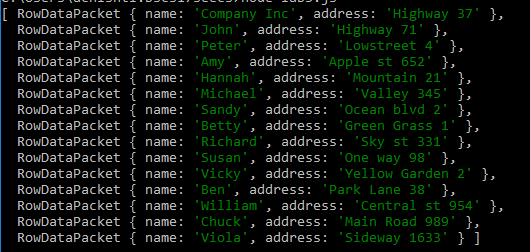 [ RowDataPacket { name: 'Company Inc', address: 'Highway 37' },
RowDataPacket { name: 'John', address: 'Highway 71' },
RowDataPacket { name: 'Peter', address: 'Lowstreet 4' },
RowDataPacket { name: 'Amy', address: 'Apple st 652' },
RowDataPacket { name: 'Hannah', address: 'Mountain 21' },
RowDataPacket { name: 'Michael', address: 'Valley 345' },
RowDataPacket { name: 'Sandy', address: 'Ocean blvd 2' },
RowDataPacket { name: 'Betty', address: 'Green Grass 1' },
RowDataPacket { name: 'Richard', address: 'Sky st 331' },
RowDataPacket { name: 'Susan', address: 'One way 98' },
RowDataPacket { name: 'Vicky', address: 'Yellow Garden 2' },
RowDataPacket { name: 'Ben', address: 'Park Lane 38' },
RowDataPacket { name: 'William', address: 'Central st 954' },
RowDataPacket { name: 'Chuck', address: 'Main Road 989' },
RowDataPacket { name: 'Viola', address: 'Sideway 1633' } ]